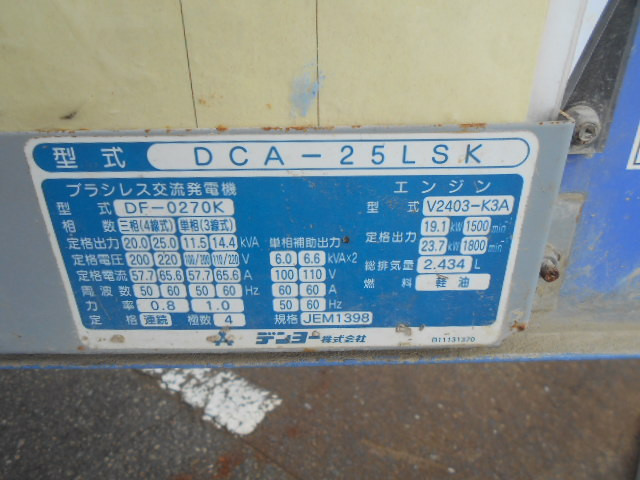 型式 DCA-25LSK
ブラシレス交流発電機
型式 DF-0270K
相数 三相(4線式) 単相(3線式)
定格出力 20.0 25.0 11.5 14.4 kVA
定格電圧 200 220 100/200 110/220 V
定格電流 57.7 65.6 57.7 65.6 A
周波数 50 60 50 60 Hz
力率 0.8 1.0
定格 連続 極数 4
単相補助出力
6.0 6.6 kVA×2
100 110 V
60 60 A
50 60 Hz
規格 JEM1398
エンジン
型式 V2403-K3A
定格出力 19.1 kW 1500 min⁻¹
23.7 kW 1800 min⁻¹
総排気量 2.434 L
燃料 軽油
デンヨー株式会社